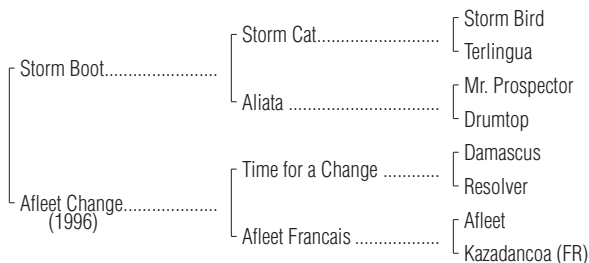 Storm Bird
Storm Cat..............................
Terlingua
Storm Boot...........................
Mr. Prospector
Aliata .....................................
Drumtop
Damascus
Time for a Change .............
Resolver
Afleet Change.......................
(1996)
Afleet
Afleet Francais ....................
Kazadancoa (FR)